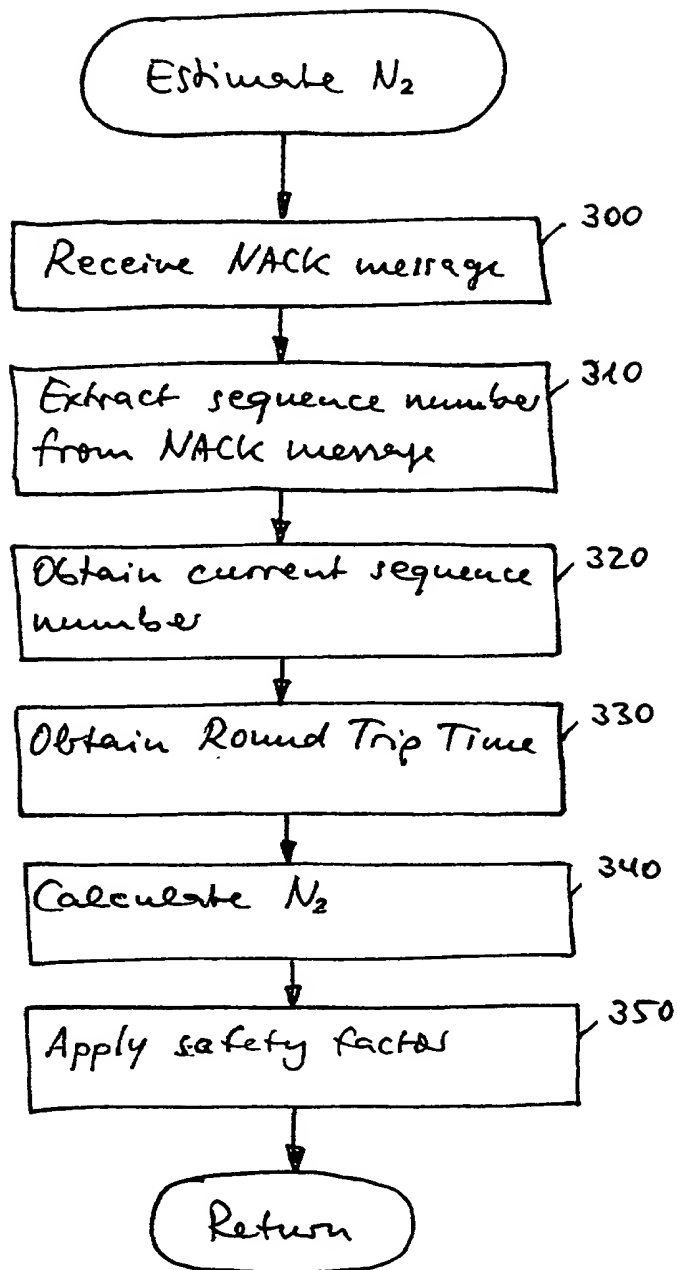 Estimate N₂
300
Receive NACK message
310
Extract sequence number
from NACK message
320
Obtain current sequence
number
330
Obtain Round Trip Time
340
Calculate N₂
350
Apply safety factor
Return